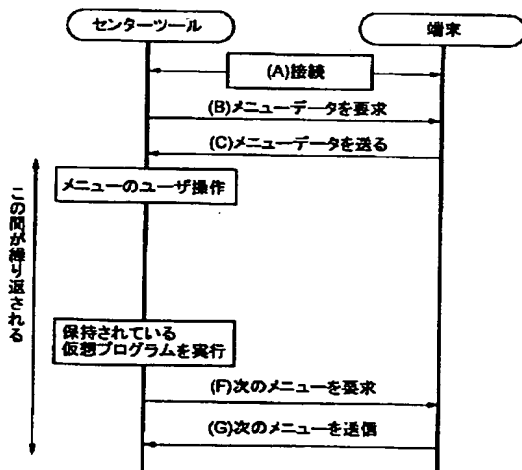 センターツール
端末
(A)接続
(B)メニューデータを要求
(C)メニューデータを送る
メニューのユーザ操作
この間が繰り返される
保持されている
仮想プログラムを実行
(F)次のメニューを要求
(G)次のメニューを送信